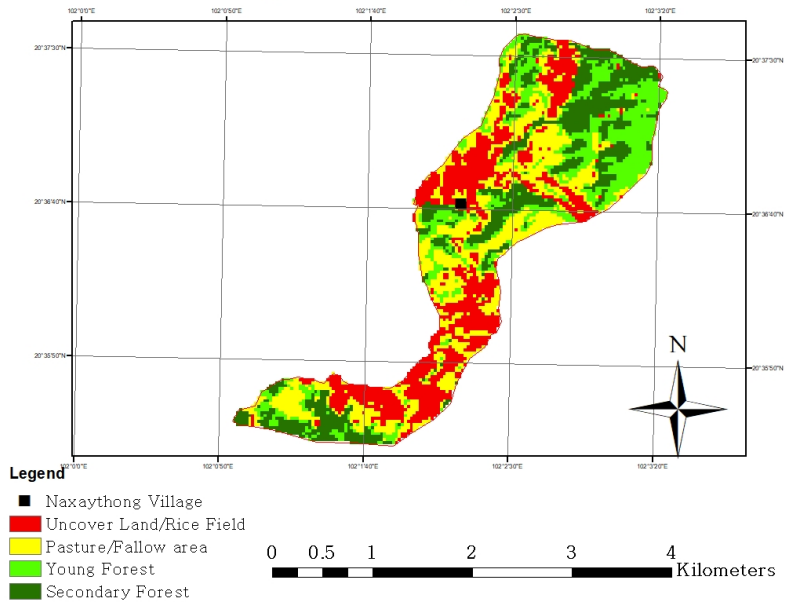 102°0'0"E 102°0'50"E 102°1'40"E 102°2'30"E 102°3'20"E
20°37'30"N 20°37'30"N
20°36'40"N 20°36'40"N
20°35'50"N 20°35'50"N
N
102°0'0"E 102°0'50"E 102°1'40"E 102°2'30"E 102°3'20"E
Legend
Naxaythong Village
Uncover Land/Rice Field
Pasture/Fallow area
Young Forest
Secondary Forest
0 0.5 1 2 3 4
Kilometers